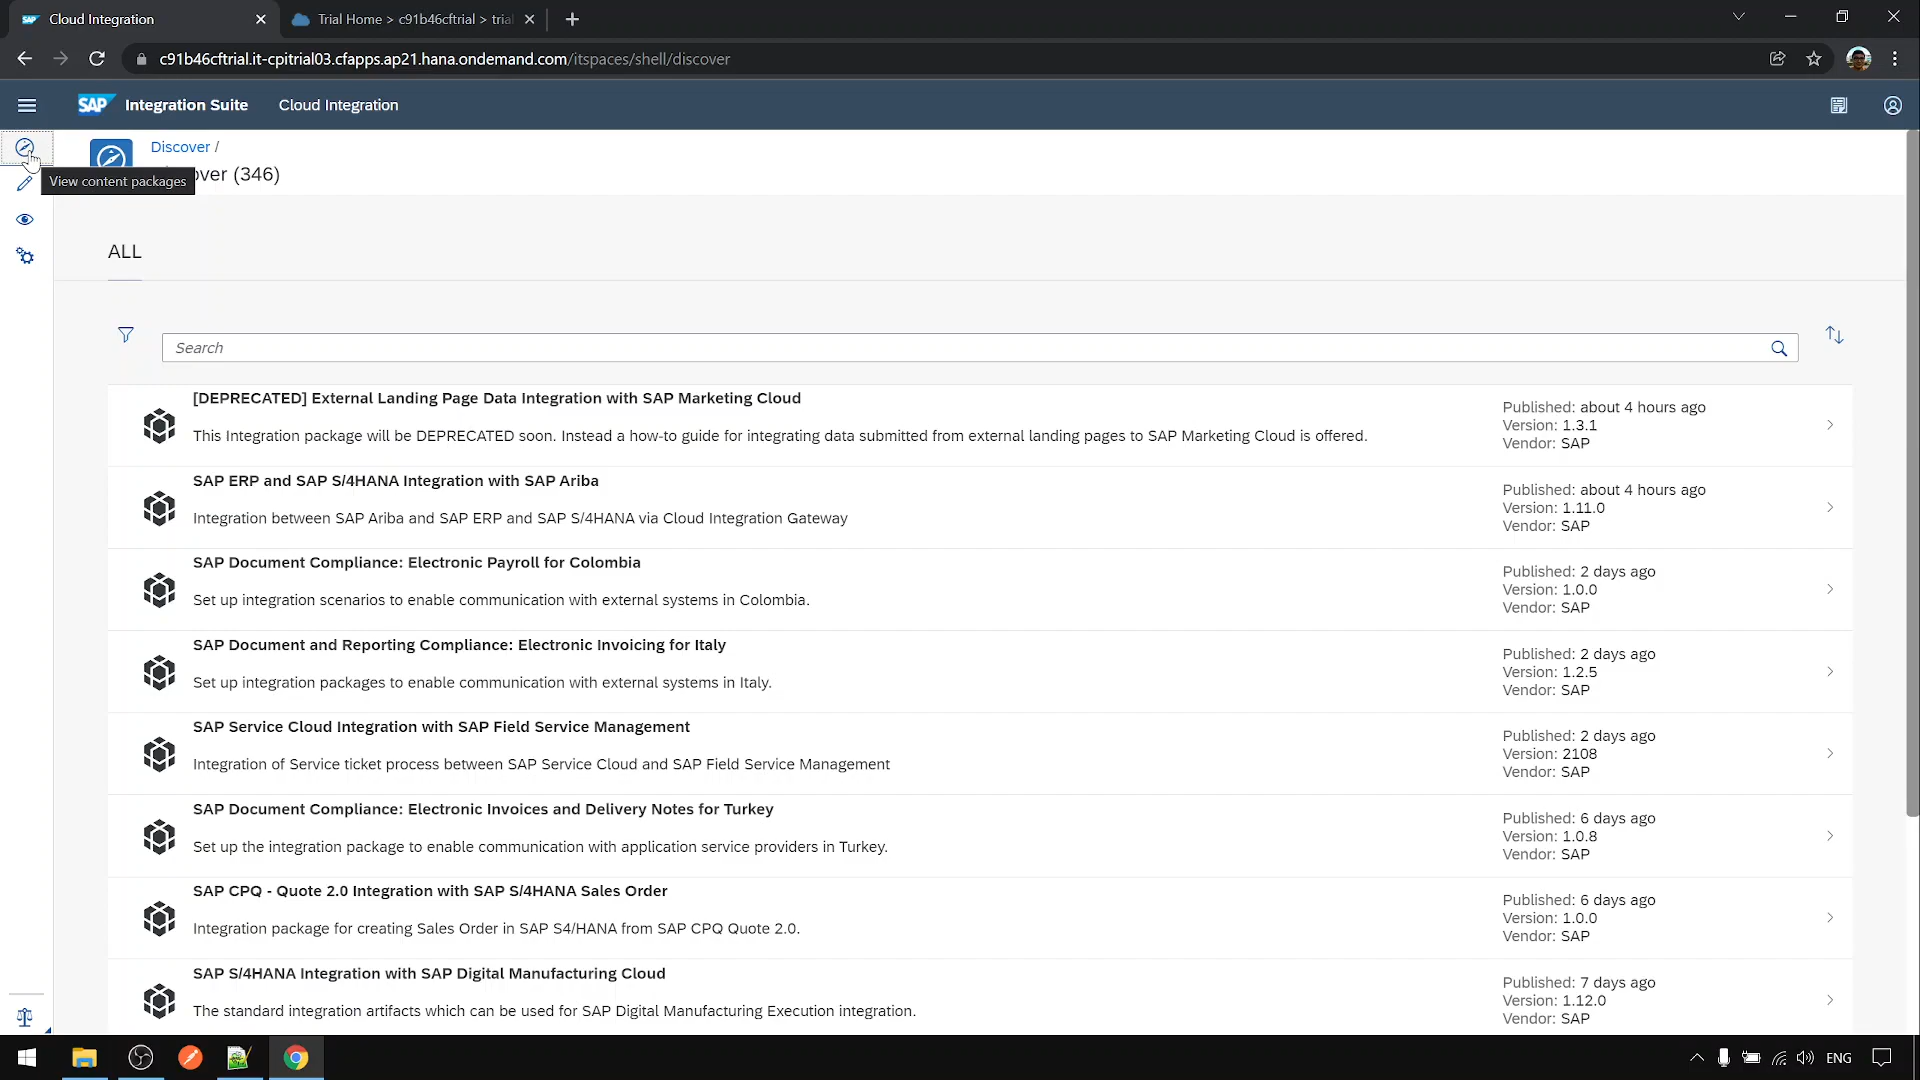 Cloud Integration
Trial Home > c91b46cftrial > trial
c91b46cftrial.it-cpitrial03.cfapps.ap21.hana.ondemand.com/itspaces/shell/discover
SAP Integration Suite Cloud Integration
Discover /
over (346)
View content packages
ALL
Search
[DEPRECATED] External Landing Page Data Integration with SAP Marketing Cloud
This Integration package will be DEPRECATED soon. Instead a how-to guide for integrating data submitted from external landing pages to SAP Marketing Cloud is offered.
Published: about 4 hours ago
Version: 1.3.1
Vendor: SAP
SAP ERP and SAP S/4HANA Integration with SAP Ariba
Integration between SAP Ariba and SAP ERP and SAP S/4HANA via Cloud Integration Gateway
Published: about 4 hours ago
Version: 1.11.0
Vendor: SAP
SAP Document Compliance: Electronic Payroll for Colombia
Set up integration scenarios to enable communication with external systems in Colombia.
Published: 2 days ago
Version: 1.0.0
Vendor: SAP
SAP Document and Reporting Compliance: Electronic Invoicing for Italy
Set up integration packages to enable communication with external systems in Italy.
Published: 2 days ago
Version: 1.2.5
Vendor: SAP
SAP Service Cloud Integration with SAP Field Service Management
Integration of Service ticket process between SAP Service Cloud and SAP Field Service Management
Published: 2 days ago
Version: 2108
Vendor: SAP
SAP Document Compliance: Electronic Invoices and Delivery Notes for Turkey
Set up the integration package to enable communication with application service providers in Turkey.
Published: 6 days ago
Version: 1.0.8
Vendor: SAP
SAP CPQ - Quote 2.0 Integration with SAP S/4HANA Sales Order
Integration package for creating Sales Order in SAP S4/HANA from SAP CPQ Quote 2.0.
Published: 6 days ago
Version: 1.0.0
Vendor: SAP
SAP S/4HANA Integration with SAP Digital Manufacturing Cloud
The standard integration artifacts which can be used for SAP Digital Manufacturing Execution integration.
Published: 7 days ago
Version: 1.12.0
Vendor: SAP
ENG